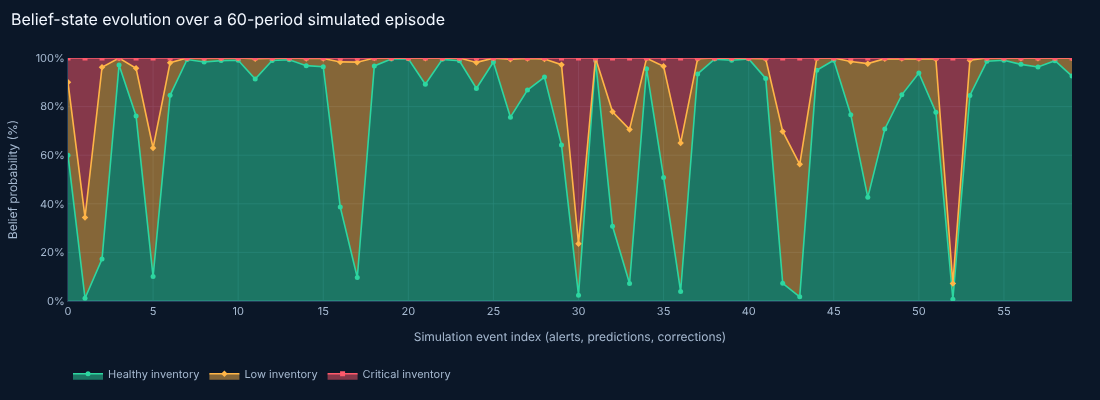 Belief-state evolution over a 60-period simulated episode
Belief probability (%)
100%
80%
60%
40%
20%
0%
0 5 10 15 20 25 30 35 40 45 50 55
Simulation event index (alerts, predictions, corrections)
Healthy inventory Low inventory Critical inventory